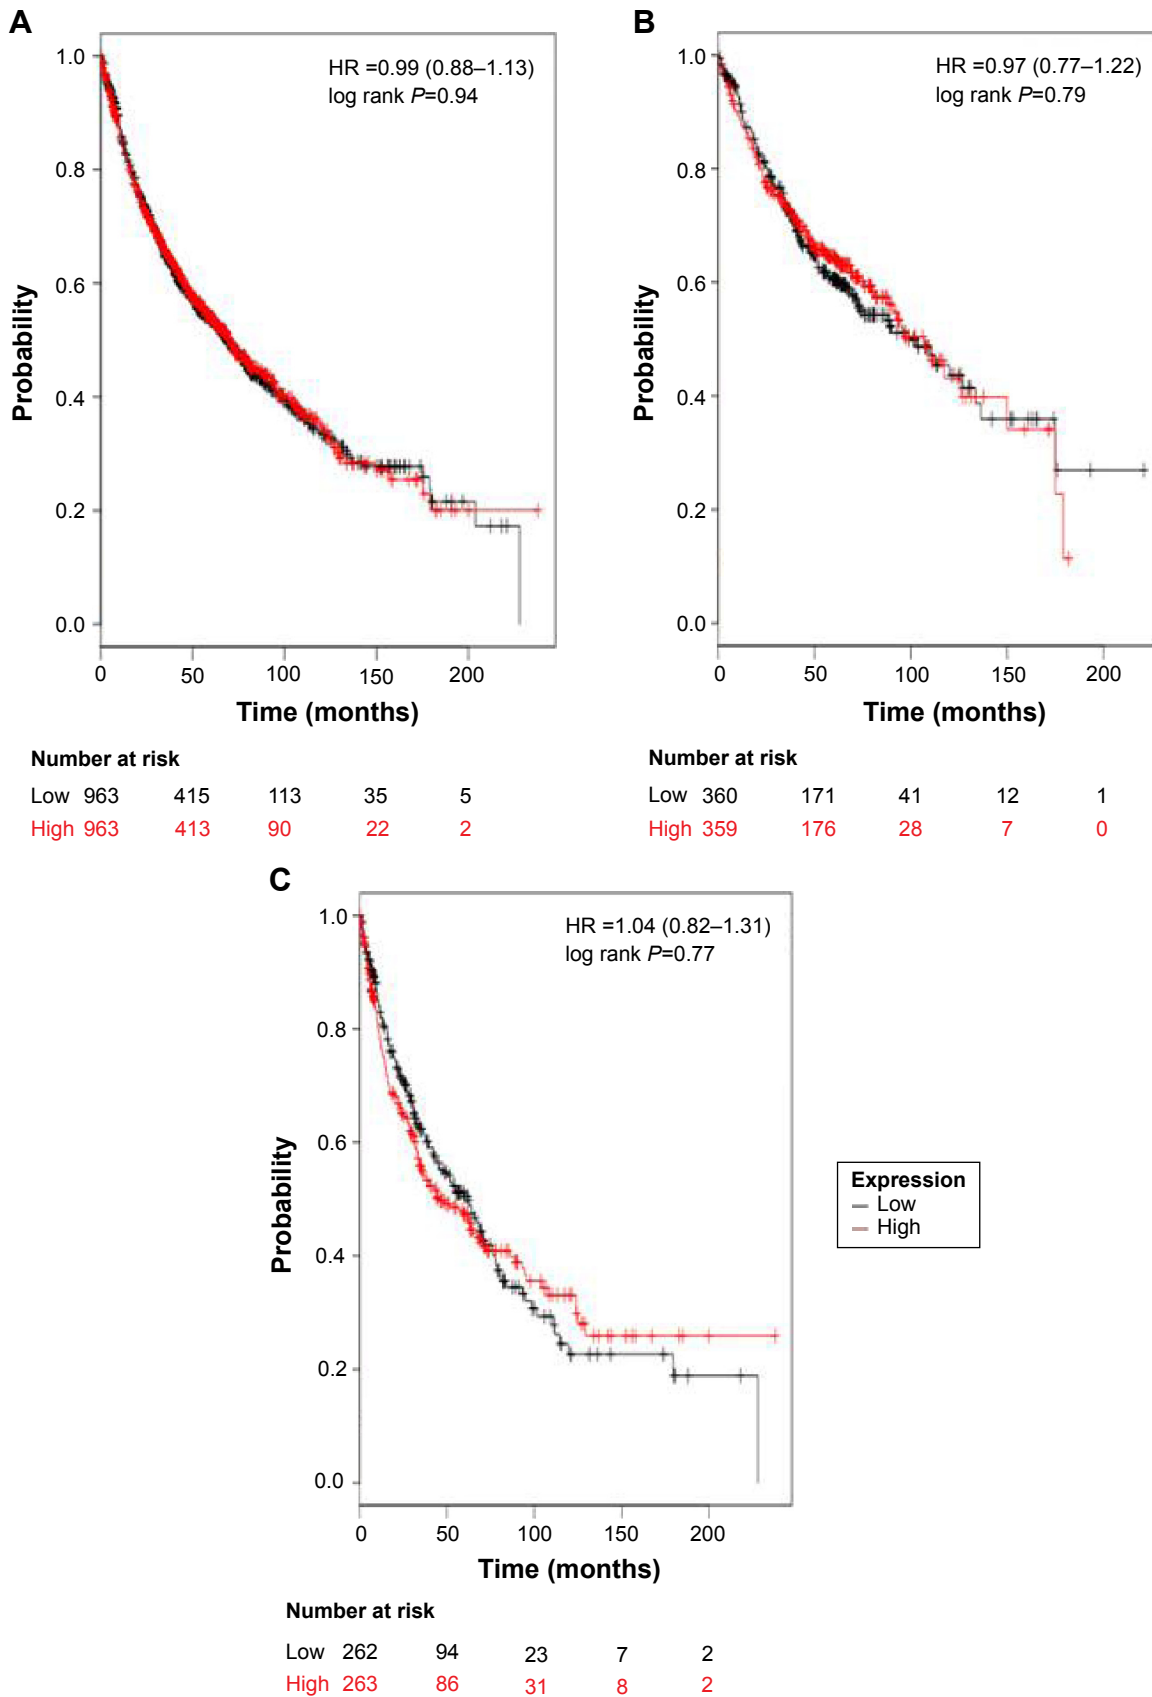 A
HR =0.99 (0.88–1.13)
log rank P=0.94
1.0
0.8
0.6
0.4
0.2
0.0
Probability
0 50 100 150 200
Time (months)
Number at risk
Low 963 415 113 35 5
High 963 413 90 22 2
B
HR =0.97 (0.77–1.22)
log rank P=0.79
1.0
0.8
0.6
0.4
0.2
0.0
Probability
0 50 100 150 200
Time (months)
Number at risk
Low 360 171 41 12 1
High 359 176 28 7 0
C
HR =1.04 (0.82–1.31)
log rank P=0.77
1.0
0.8
0.6
0.4
0.2
0.0
Probability
0 50 100 150 200
Time (months)
Number at risk
Low 262 94 23 7 2
High 263 86 31 8 2
Expression
Low
High